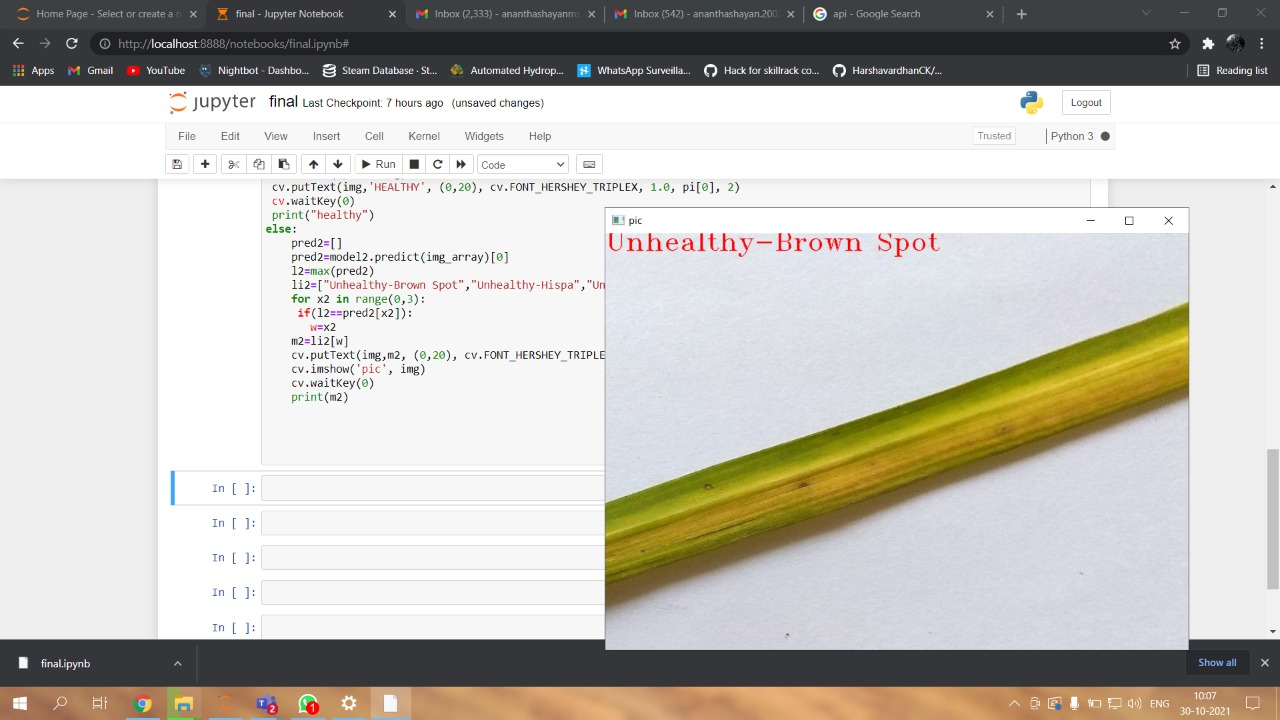 Home Page - Select or create a n
final - Jupyter Notebook
Inbox (2,333) - ananthashayanms
Inbox (542) - ananthashayan.200
api - Google Search
http://localhost:8888/notebooks/final.ipynb#
Apps
Gmail
YouTube
Nightbot - Dashbo...
Steam Database · St...
Automated Hydrop...
WhatsApp Surveilla...
Hack for skillrack co...
HarshavardhanCK/...
Reading list
jupyter final Last Checkpoint: 7 hours ago (unsaved changes)
Logout
File Edit View Insert Cell Kernel Widgets Help
Trusted
Python 3
Run
Code
cv.putText(img,'HEALTHY', (0,20), cv.FONT_HERSHEY_TRIPLEX, 1.0, pi[0], 2)
cv.waitKey(0)
print("healthy")
else:
pred2=[]
pred2=model2.predict(img_array)[0]
l2=max(pred2)
li2=["Unhealthy-Brown Spot","Unhealthy-Hispa","Un
for x2 in range(0,3):
if(l2==pred2[x2]):
w=x2
m2=li2[w]
cv.putText(img,m2, (0,20), cv.FONT_HERSHEY_TRIPLE
cv.imshow('pic', img)
cv.waitKey(0)
print(m2)
In [ ]:
In [ ]:
In [ ]:
In [ ]:
In [ ]:
pic
Unhealthy-Brown Spot
final.ipynb
Show all
2
1
ENG
10:07
30-10-2021